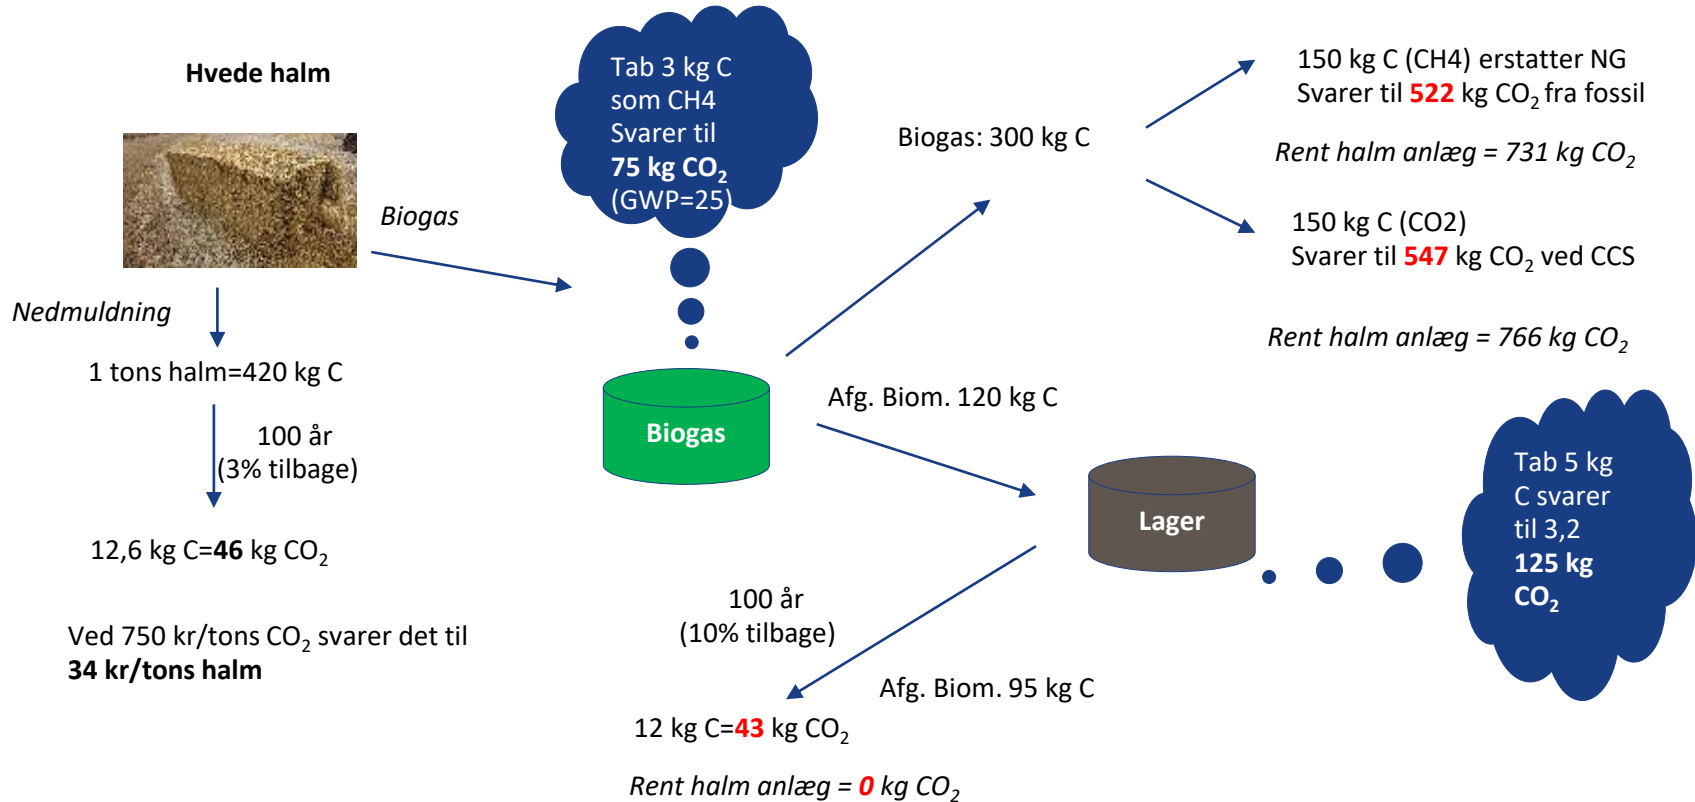 Hvede halm
Nedmuldning
1 tons halm=420 kg C
100 år
(3% tilbage)
12,6 kg C=46 kg CO₂
Ved 750 kr/tons CO₂ svarer det til
34 kr/tons halm
Biogas
Tab 3 kg C
som CH4
Svarer til
75 kg CO₂
(GWP=25)
Biogas
Biogas: 300 kg C
150 kg C (CH4) erstatter NG
Svarer til 522 kg CO₂ fra fossil
Rent halm anlæg = 731 kg CO₂
150 kg C (CO2)
Svarer til 547 kg CO₂ ved CCS
Rent halm anlæg = 766 kg CO₂
Afg. Biom. 120 kg C
Lager
Tab 5 kg
C svarer
til 3,2
125 kg
CO₂
100 år
(10% tilbage)
Afg. Biom. 95 kg C
12 kg C=43 kg CO₂
Rent halm anlæg = 0 kg CO₂